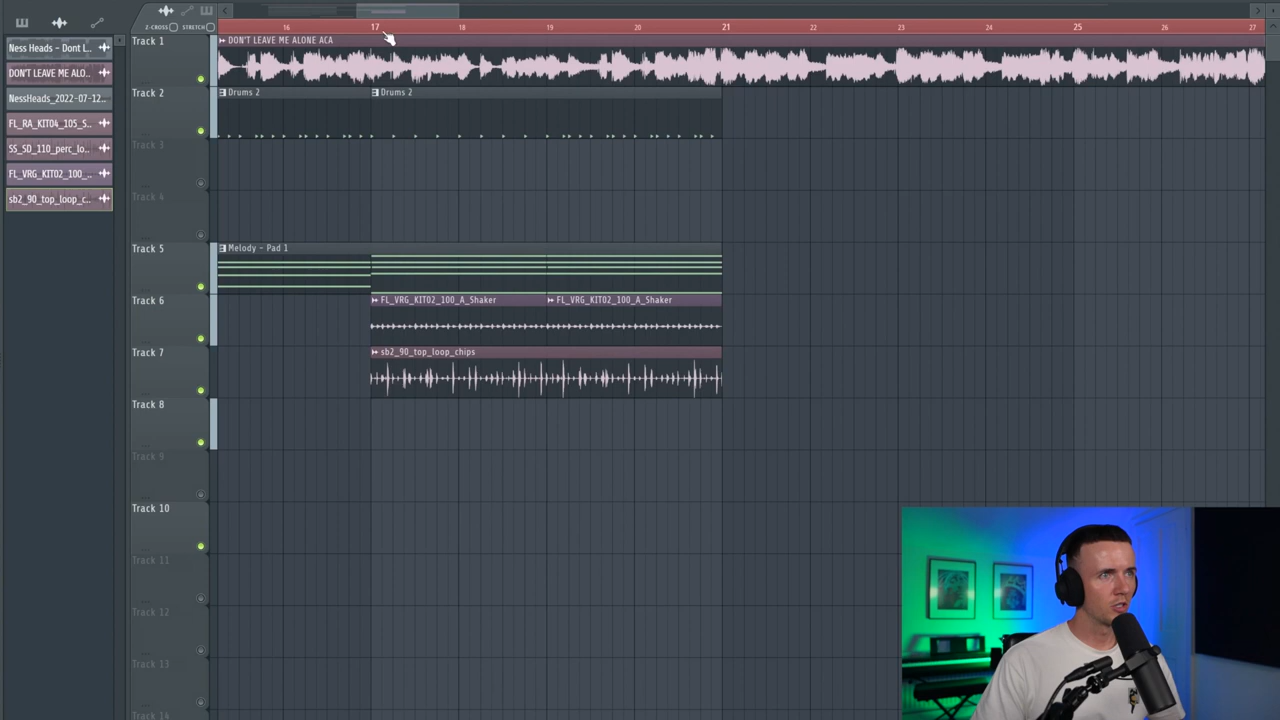 Z-CROSS STRETCH
16 17 18 19 20 21 22 23 24 25 26 27
Ness Heads - Dont L..
DON'T LEAVE ME ALO..
NessHeads_2022-07-12..
FL_RA_KIT04_105_S..
SS_SD_110_perc_lo..
FL_VRG_KIT02_100_..
sb2_90_top_loop_c..
Track 1
DON'T LEAVE ME ALONE ACA
Track 2
Drums 2
Drums 2
Track 3
Track 4
Track 5
Melody - Pad 1
Track 6
FL_VRG_KIT02_100_A_Shaker
FL_VRG_KIT02_100_A_Shaker
Track 7
sb2_90_top_loop_chips
Track 8
Track 9
Track 10
Track 11
Track 12
Track 13
Track 14